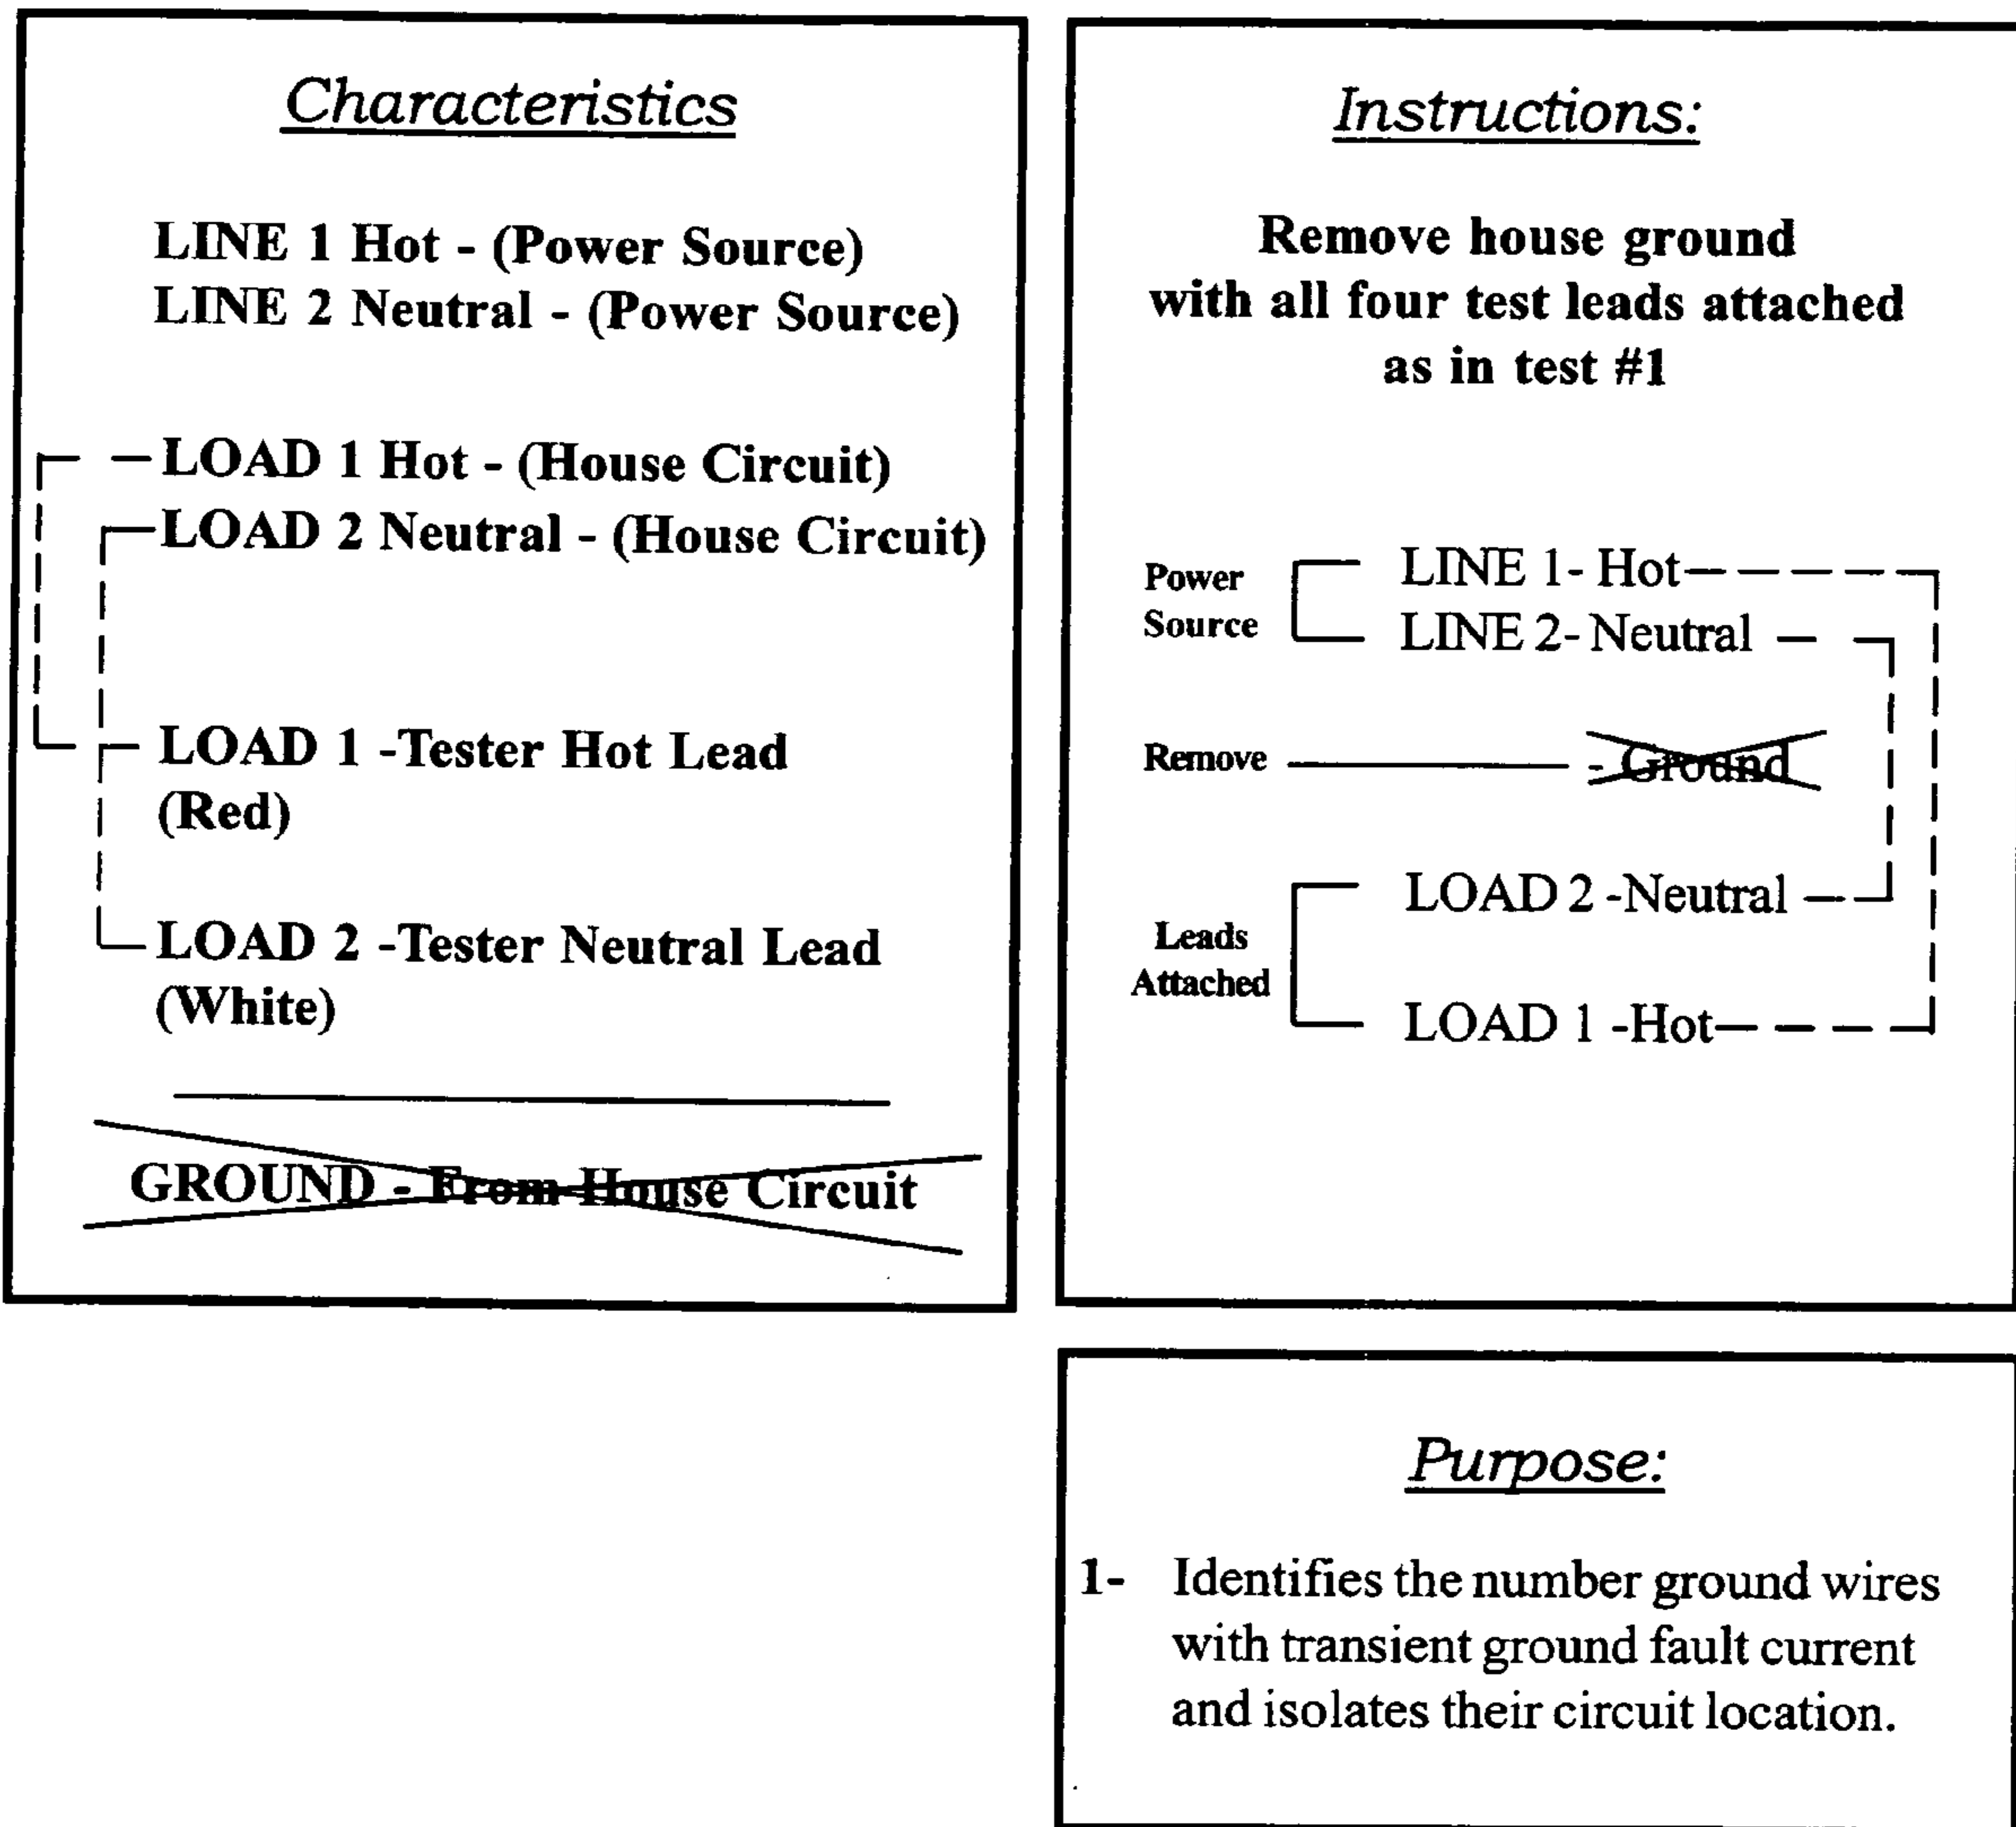 Characteristics
LINE 1 Hot - (Power Source)
LINE 2 Neutral - (Power Source)
LOAD 1 Hot - (House Circuit)
LOAD 2 Neutral - (House Circuit)
LOAD 1 -Tester Hot Lead
(Red)
LOAD 2 -Tester Neutral Lead
(White)
GROUND - From House Circuit
Instructions:
Remove house ground
with all four test leads attached
as in test #1
Power
Source
LINE 1- Hot
LINE 2- Neutral
Remove
- Ground
LOAD 2 -Neutral
Leads
Attached
LOAD 1 -Hot
Purpose:
1- Identifies the number ground wires
with transient ground fault current
and isolates their circuit location.